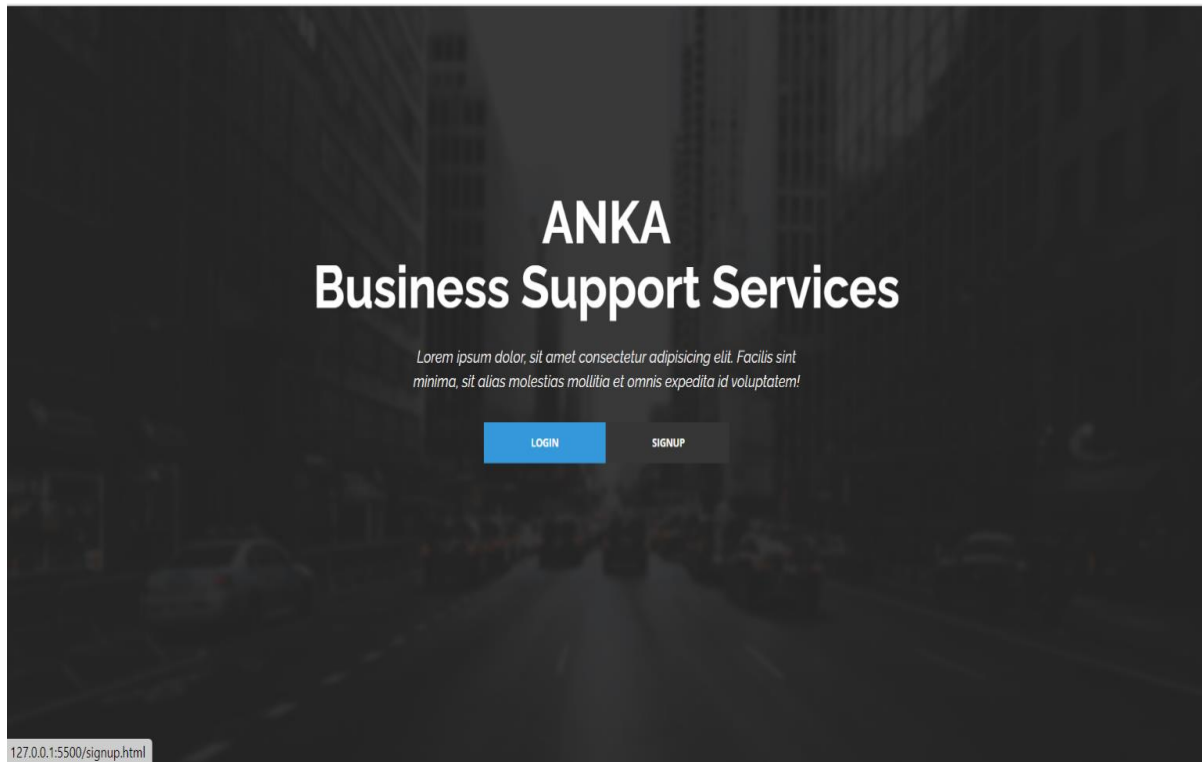 ANKA
Business Support Services
Lorem ipsum dolor, sit amet consectetur adipisicing elit. Facilis sint
minima, sit alias molestias mollitia et omnis expedita id voluptatem!
LOGIN SIGNUP
127.0.0.1:5500/signup.html